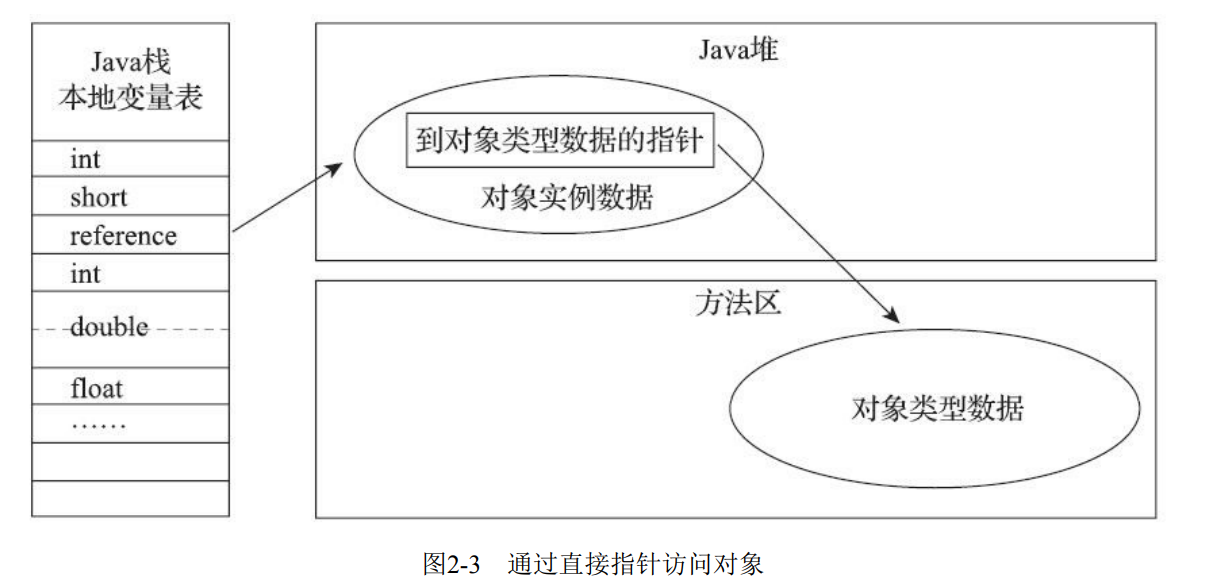 Java栈
本地变量表
int
short
reference
int
double
float
……
Java堆
到对象类型数据的指针
对象实例数据
方法区
对象类型数据
图2-3 通过直接指针访问对象